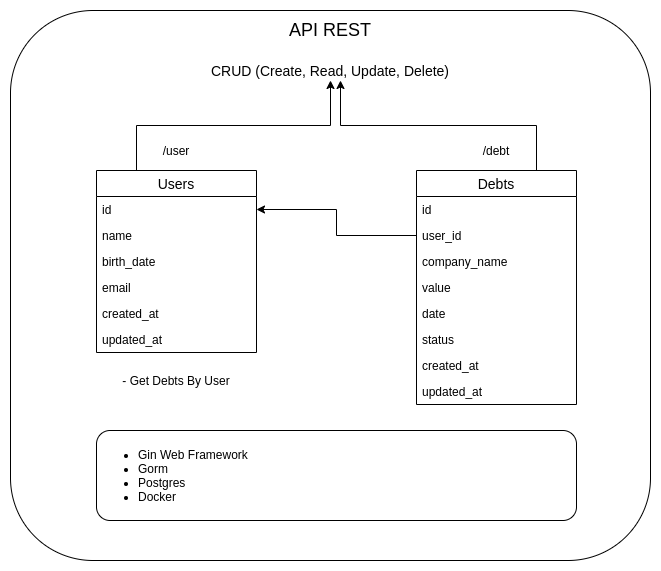 API REST
CRUD (Create, Read, Update, Delete)
/user
/debt
Users
id
name
birth_date
email
created_at
updated_at
- Get Debts By User
Debts
id
user_id
company_name
value
date
status
created_at
updated_at
Gin Web Framework
Gorm
Postgres
Docker